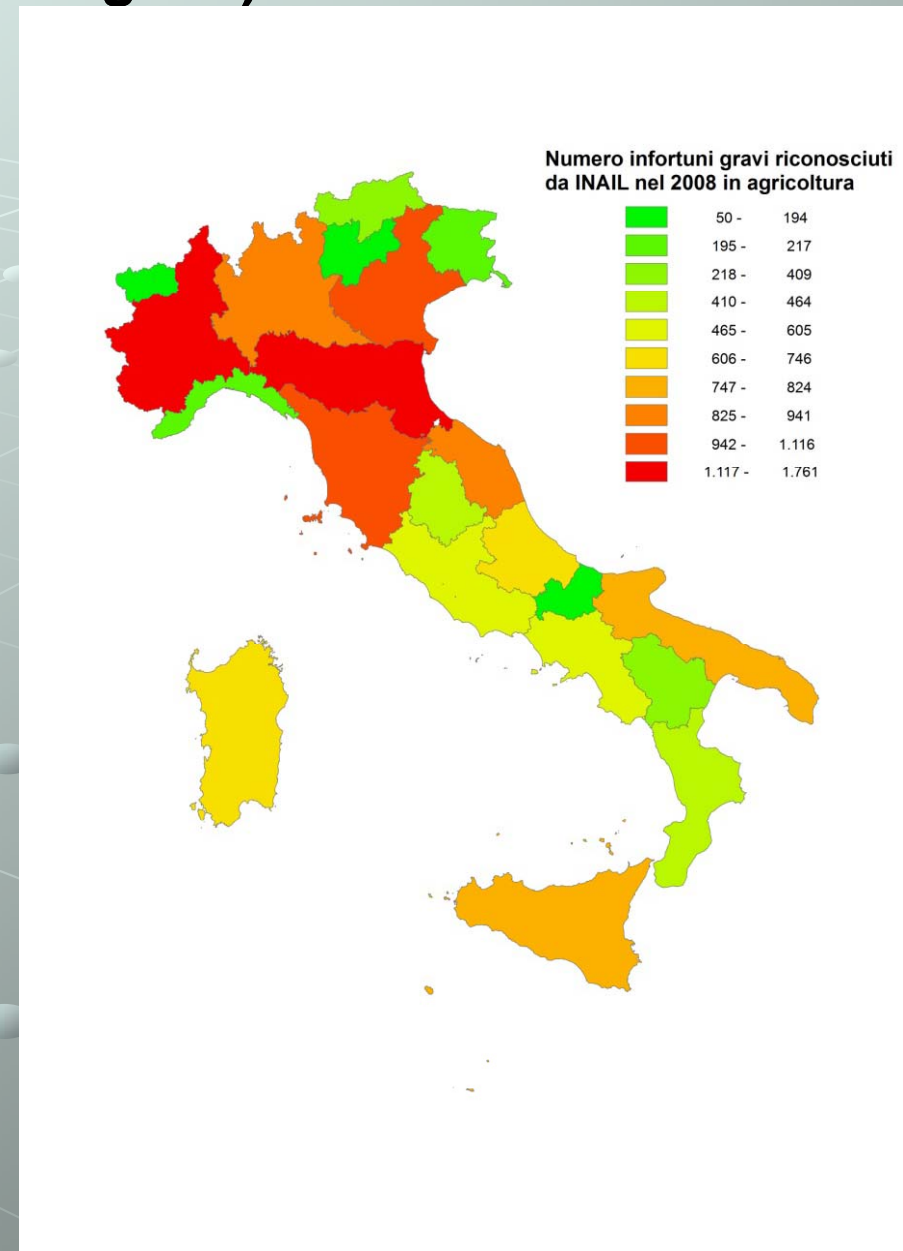 Numero infortuni gravi riconosciuti
da INAIL nel 2008 in agricoltura
50 - 194
195 - 217
218 - 409
410 - 464
465 - 605
606 - 746
747 - 824
825 - 941
942 - 1.116
1.117 - 1.761